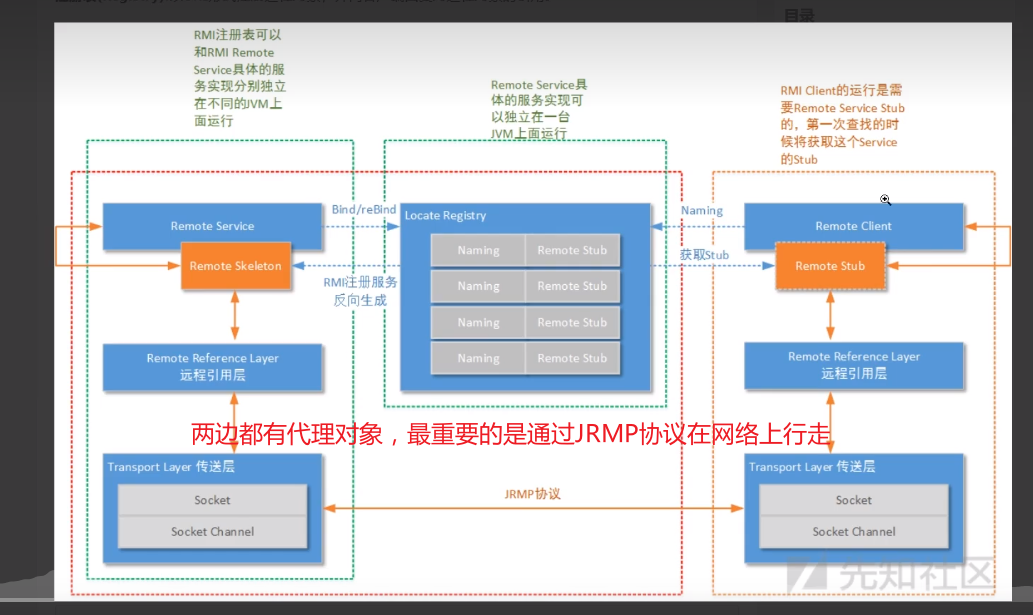 目录
RMI注册表可以
和RMI Remote
Service具体的服
务实现分别独立
在不同的JVM上
面运行
Remote Service具
体的服务实现可
以独立在一台
JVM上面运行
RMI Client的运行是需
要Remote Service Stub
的，第一次查找的时
候将获取这个Service
的Stub
Remote Service
Remote Skeleton
Bind/reBind
RMI注册服务
反向生成
Locate Registry
Naming Remote Stub
Naming Remote Stub
Naming Remote Stub
Naming Remote Stub
Naming
获取Stub
Remote Client
Remote Stub
Remote Reference Layer
远程引用层
Remote Reference Layer
远程引用层
两边都有代理对象，最重要的是通过JRMP协议在网络上行走
Transport Layer 传送层
Socket
Socket Channel
JRMP协议
Transport Layer 传送层
Socket
Socket Channel
先知社区